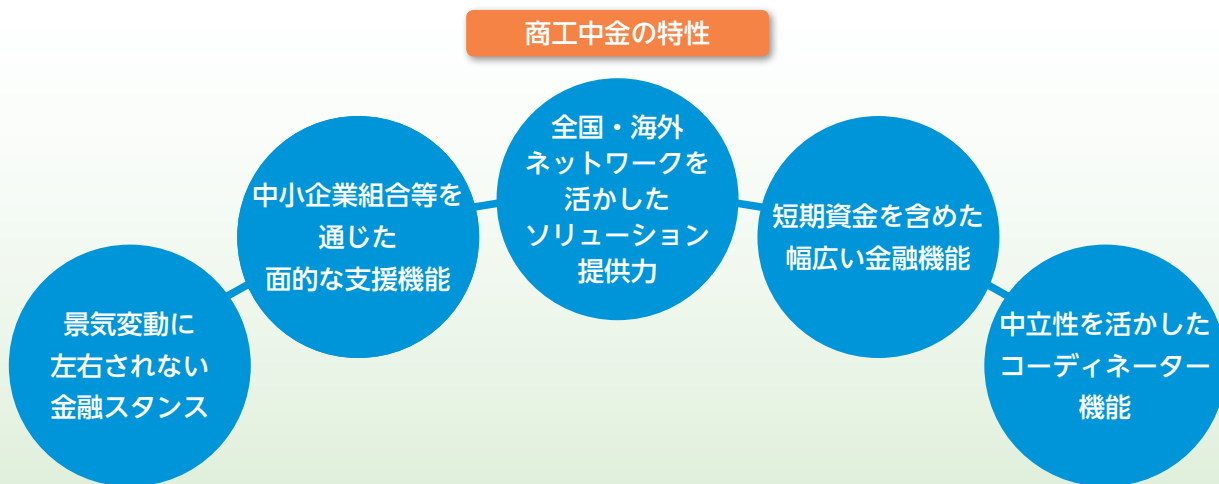 商工中金の特性
景気変動に
左右されない
金融スタンス
中小企業組合等を
通じた
面的な支援機能
全国・海外
ネットワークを
活かした
ソリューション
提供力
短期資金を含めた
幅広い金融機能
中立性を活かした
コーディネーター
機能